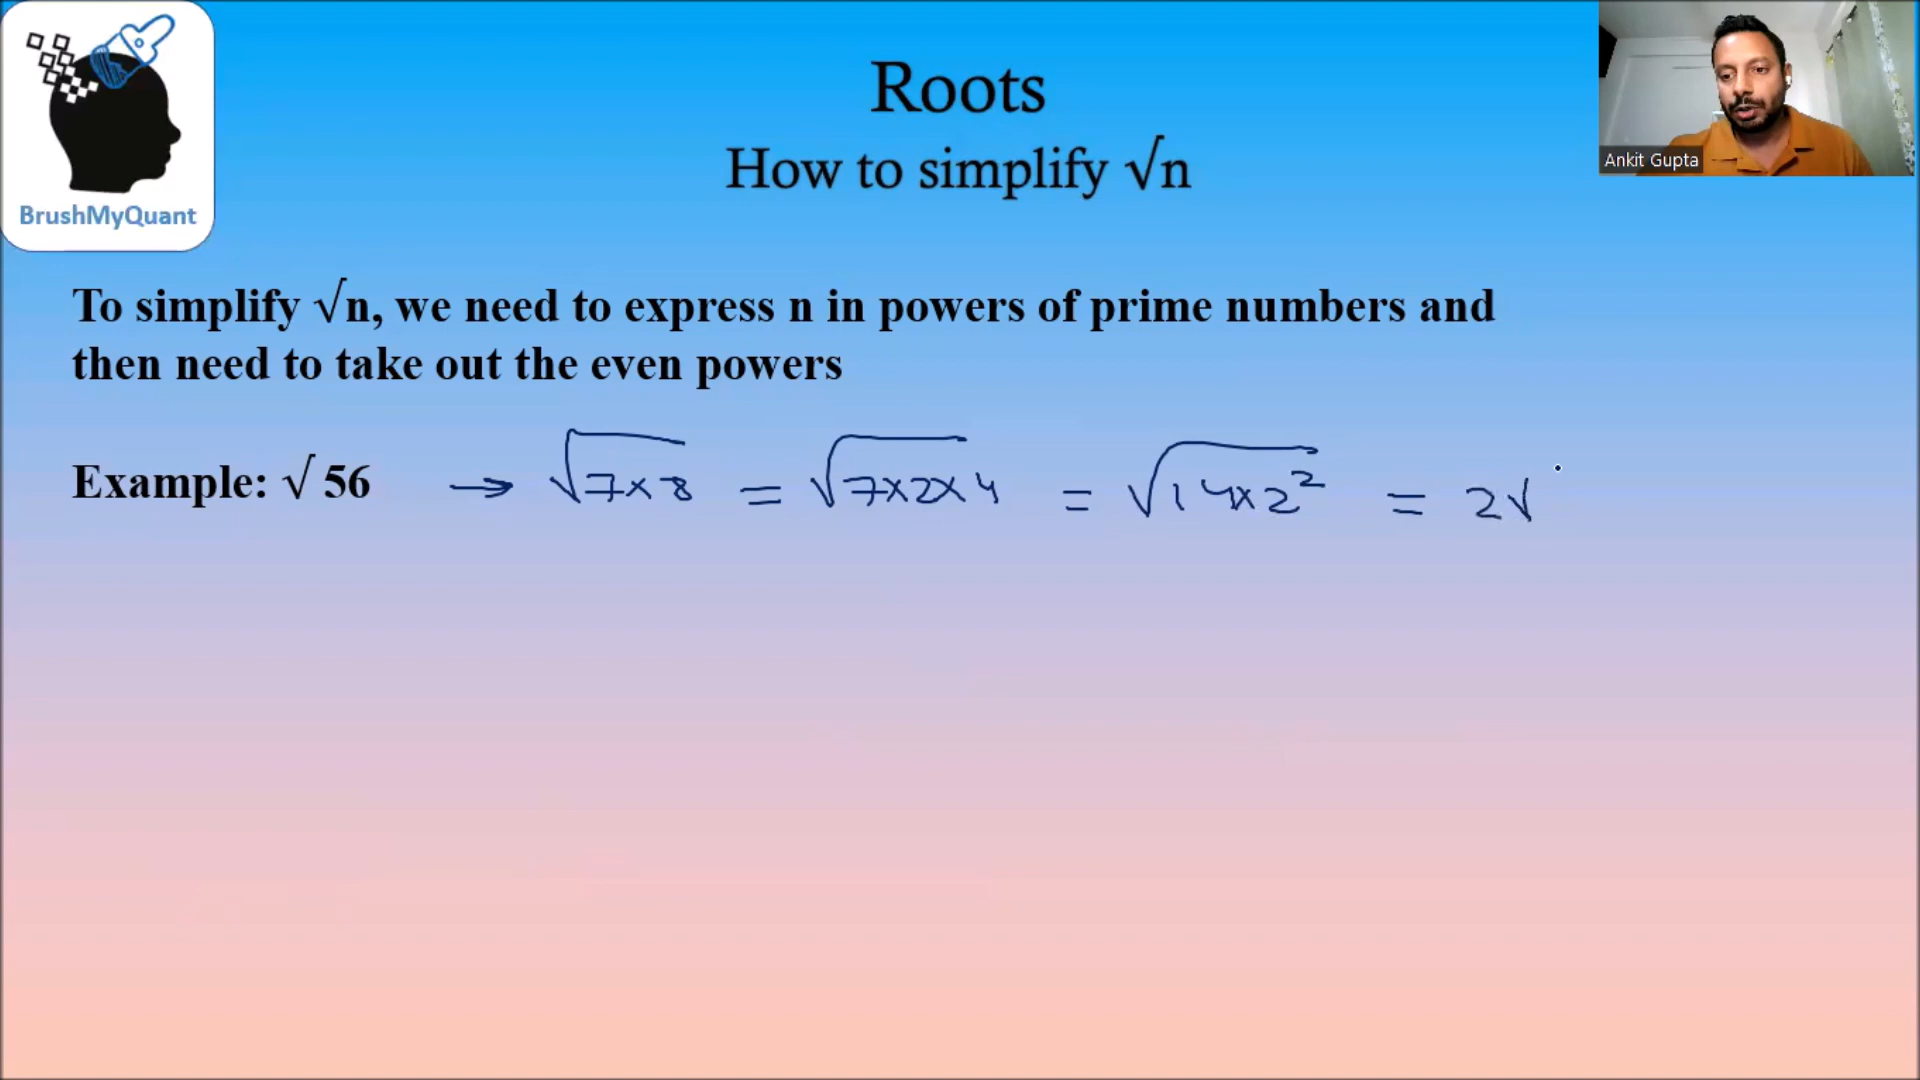 BrushMyQuant
Roots
How to simplify √n
Ankit Gupta
To simplify √n, we need to express n in powers of prime numbers and
then need to take out the even powers
Example: √ 56 → √7×8 = √7×2×4 = √14×2² = 2√